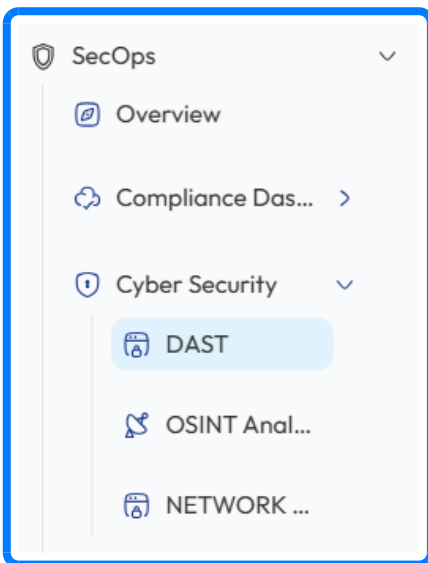 SecOps
Overview
Compliance Das...
Cyber Security
DAST
OSINT Anal...
NETWORK ...